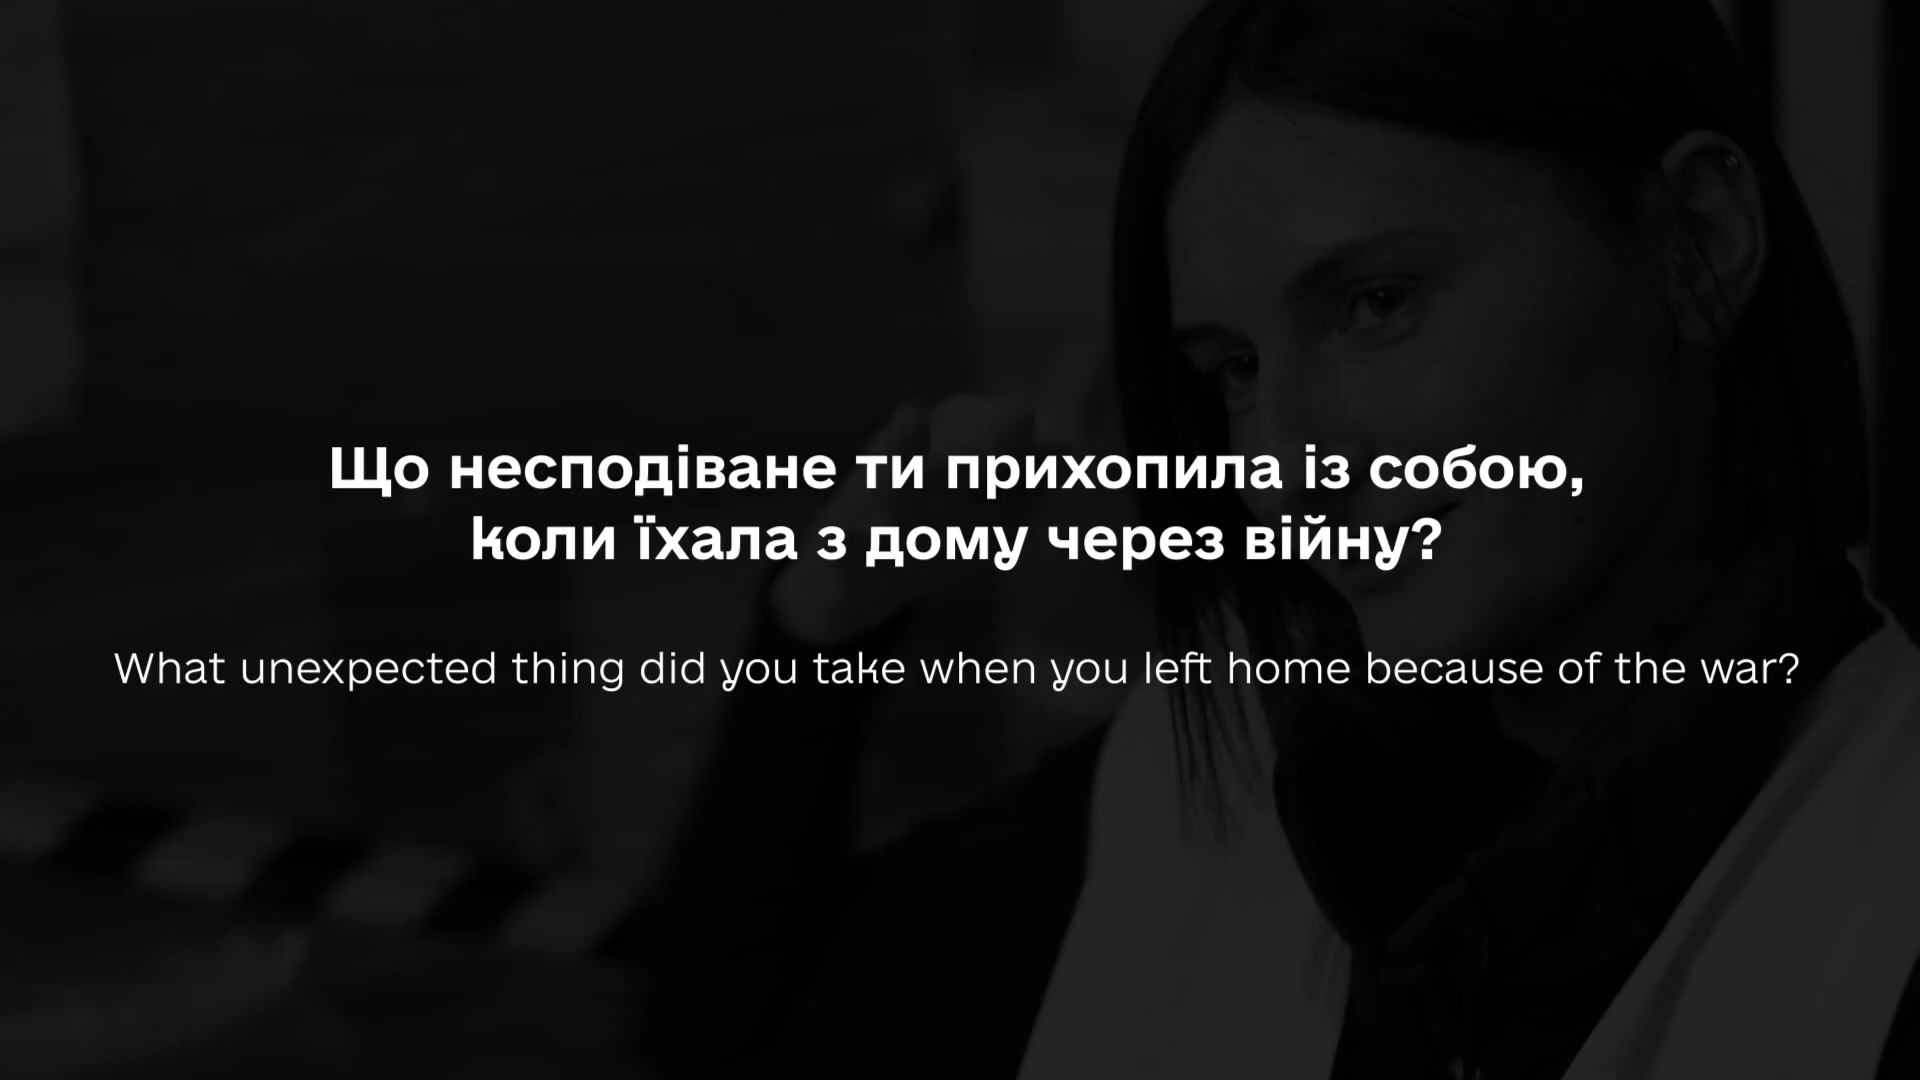 Що несподіване ти прихопила із собою,
коли їхала з дому через війну?
What unexpected thing did you take when you left home because of the war?